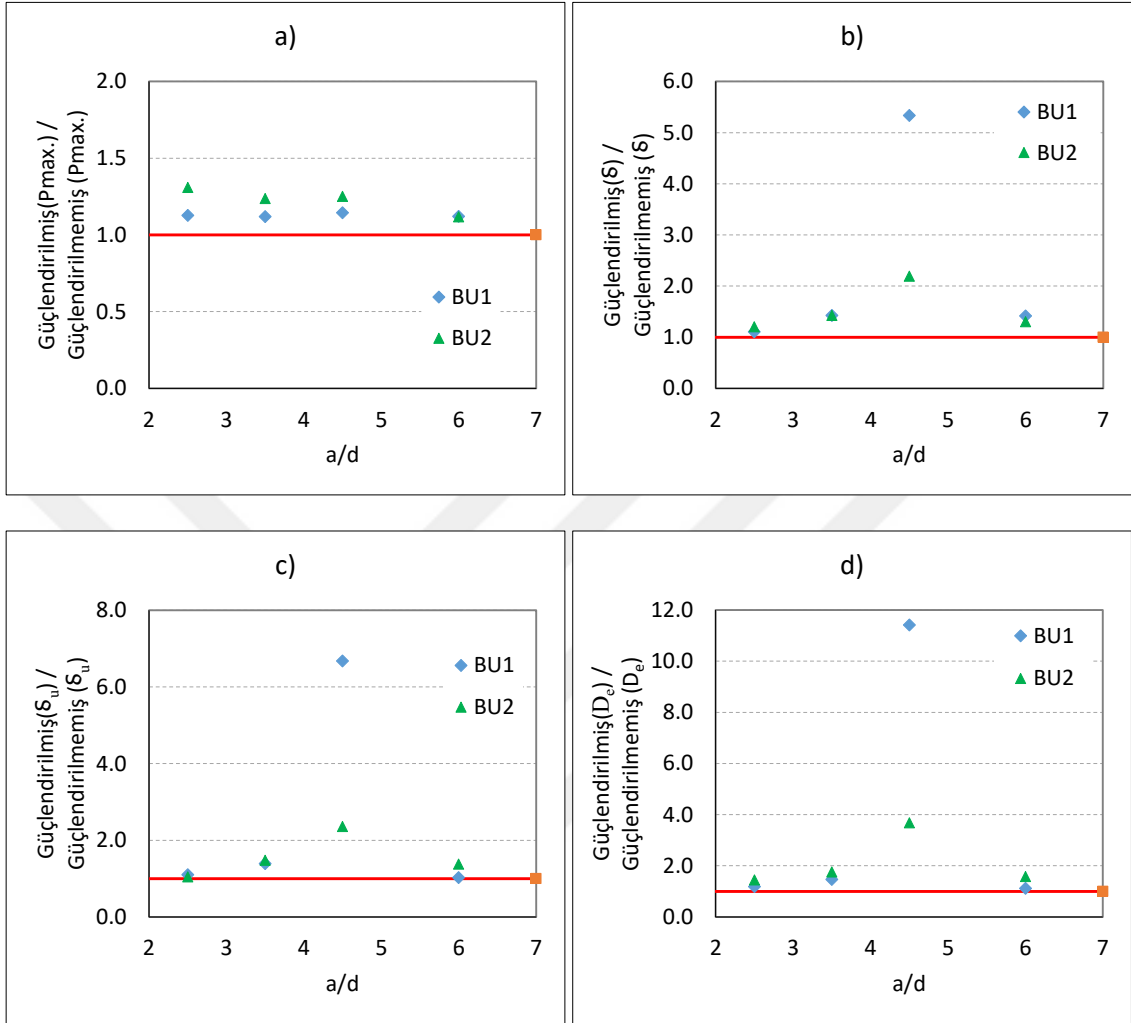 a)
Güçlendirilmiş(Pmax.) /
Güçlendirilmemiş (Pmax.)
2.0
1.5
1.0
0.5
0.0
BU1
BU2
2 3 4 5 6 7
a/d
b)
Güçlendirilmiş(δ) /
Güçlendirilmemiş (δ)
6.0
5.0
4.0
3.0
2.0
1.0
0.0
BU1
BU2
2 3 4 5 6 7
a/d
c)
Güçlendirilmiş(δu) /
Güçlendirilmemiş (δu)
8.0
6.0
4.0
2.0
0.0
BU1
BU2
2 3 4 5 6 7
a/d
d)
Güçlendirilmiş(De) /
Güçlendirilmemiş (De)
12.0
10.0
8.0
6.0
4.0
2.0
0.0
BU1
BU2
2 3 4 5 6 7
a/d